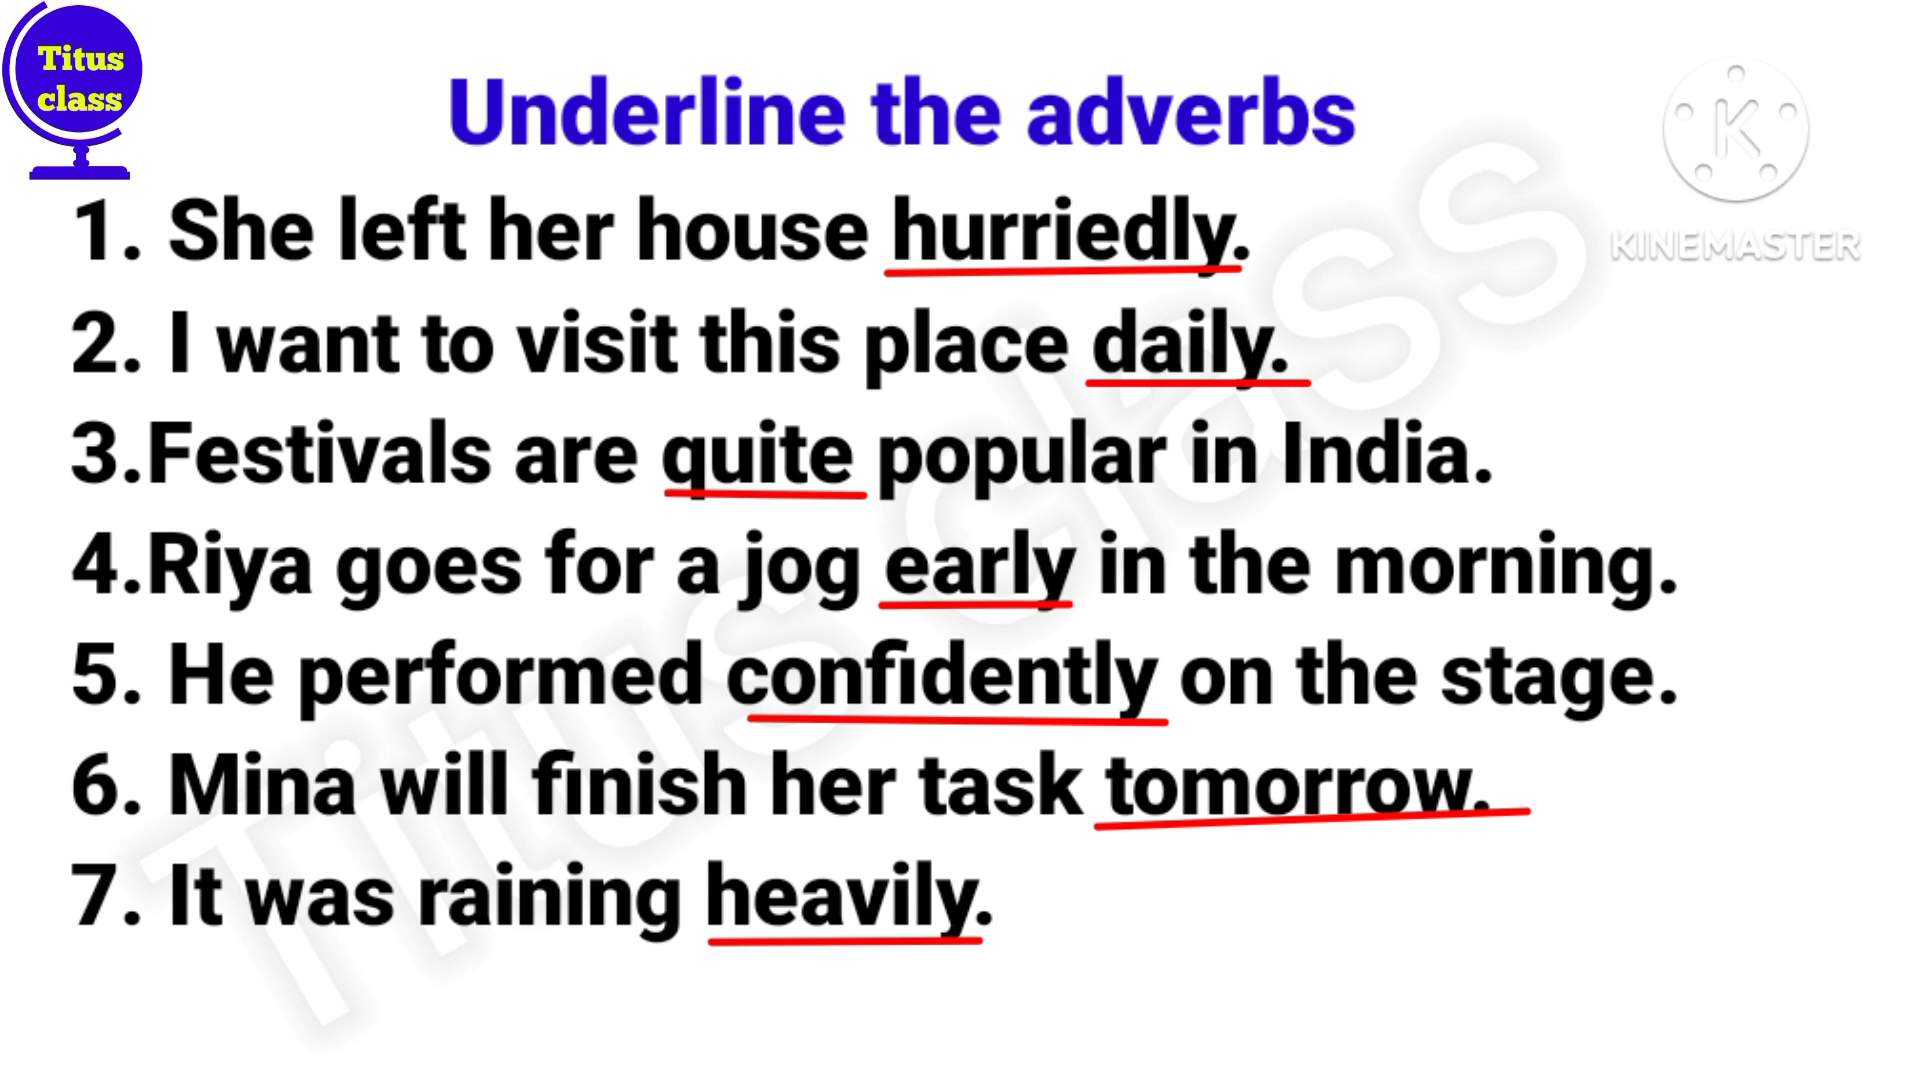 Titus
class
Underline the adverbs
KINEMASTER
1. She left her house hurriedly.
2. I want to visit this place daily.
3.Festivals are quite popular in India.
4.Riya goes for a jog early in the morning.
5. He performed confidently on the stage.
6. Mina will finish her task tomorrow.
7. It was raining heavily.
Titus class